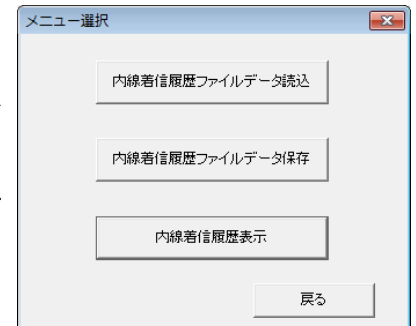 メニュー選択
内線着信履歴ファイルデータ読込
内線着信履歴ファイルデータ保存
内線着信履歴表示
戻る